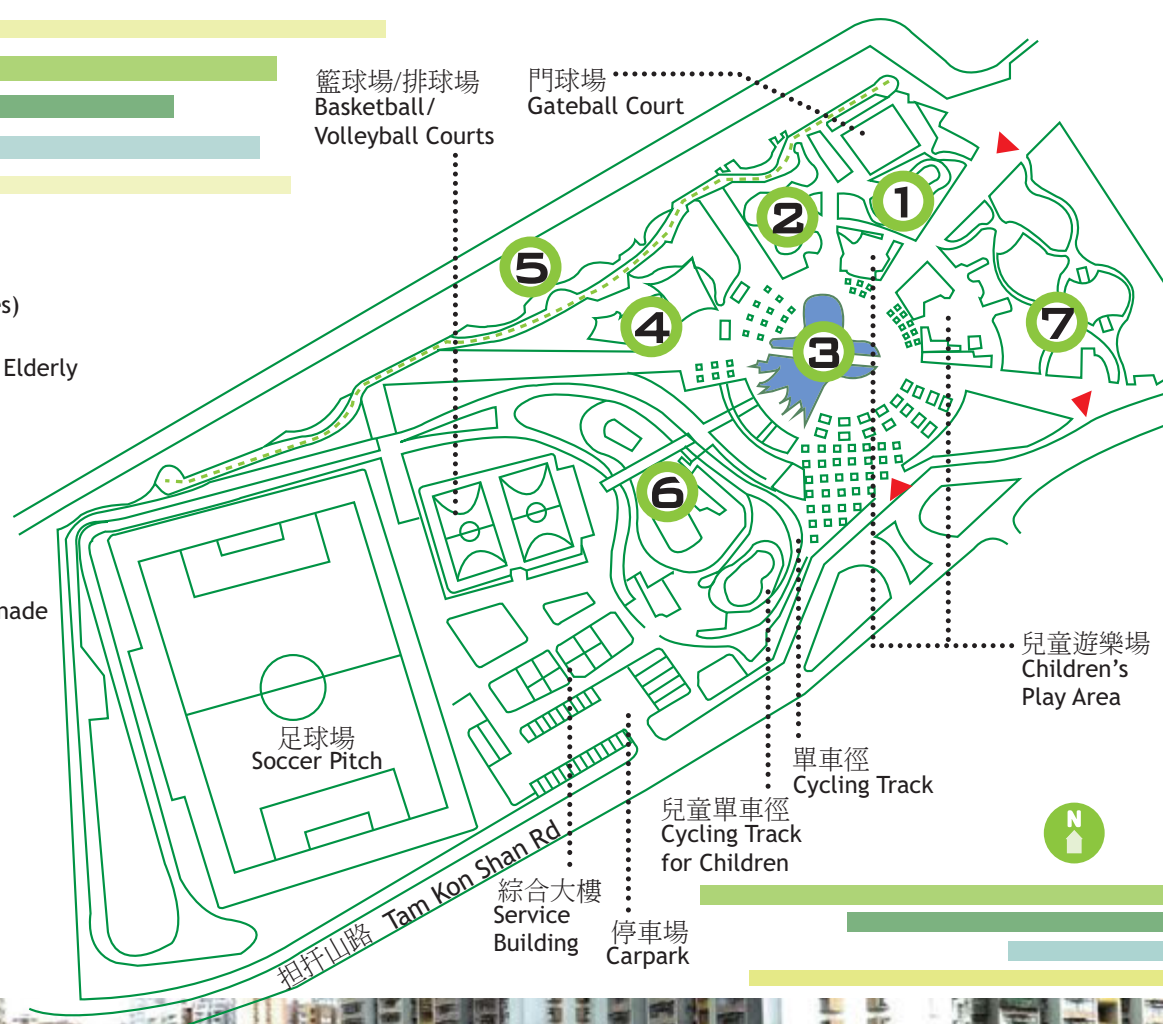 籃球場/排球場
Basketball/
Volleyball Courts
門球場
Gateball Court
1
2
5
4
3
7
es)
Elderly
6
nade
兒童遊樂場
Children's
Play Area
足球場
Soccer Pitch
單車徑
Cycling Track
兒童單車徑
Cycling Track
for Children
N
綜合大樓
Service
Building
停車場
Carpark
担扞山路 Tam Kon Shan Rd